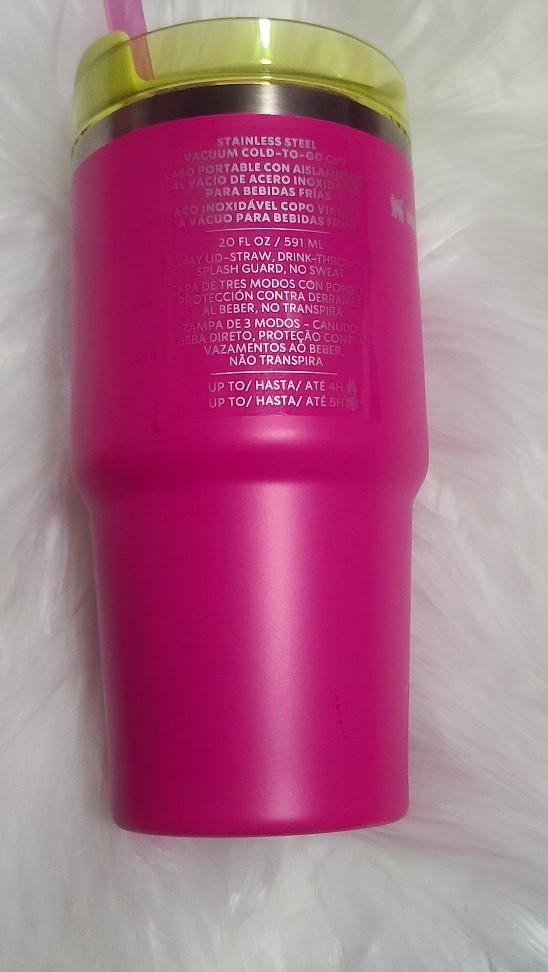 STAINLESS STEEL
VACUUM COLD-TO-GO CUP
VASO PORTABLE CON AISLAMIENTO
AL VACÍO DE ACERO INOXIDABLE
PARA BEBIDAS FRÍAS
AÇO INOXIDÁVEL COPO
A VACUO PARA BEBIDAS
20 FL OZ / 591 ML
WAY LID-STRAW, DRINK-THROUGH
SPLASH GUARD, NO SWEAT
TAPA DE TRES MODOS CON
PROTECCIÓN CONTRA DERRAMES
AL BEBER, NO TRANSPIRA
TAMPA DE 3 MODOS - CANUDO
BEBA DIRETO, PROTEÇÃO CONTRA
VAZAMENTOS AO BEBER,
NÃO TRANSPIRA
UP TO/ HASTA/ ATÉ 4H
UP TO/ HASTA/ ATÉ 5H